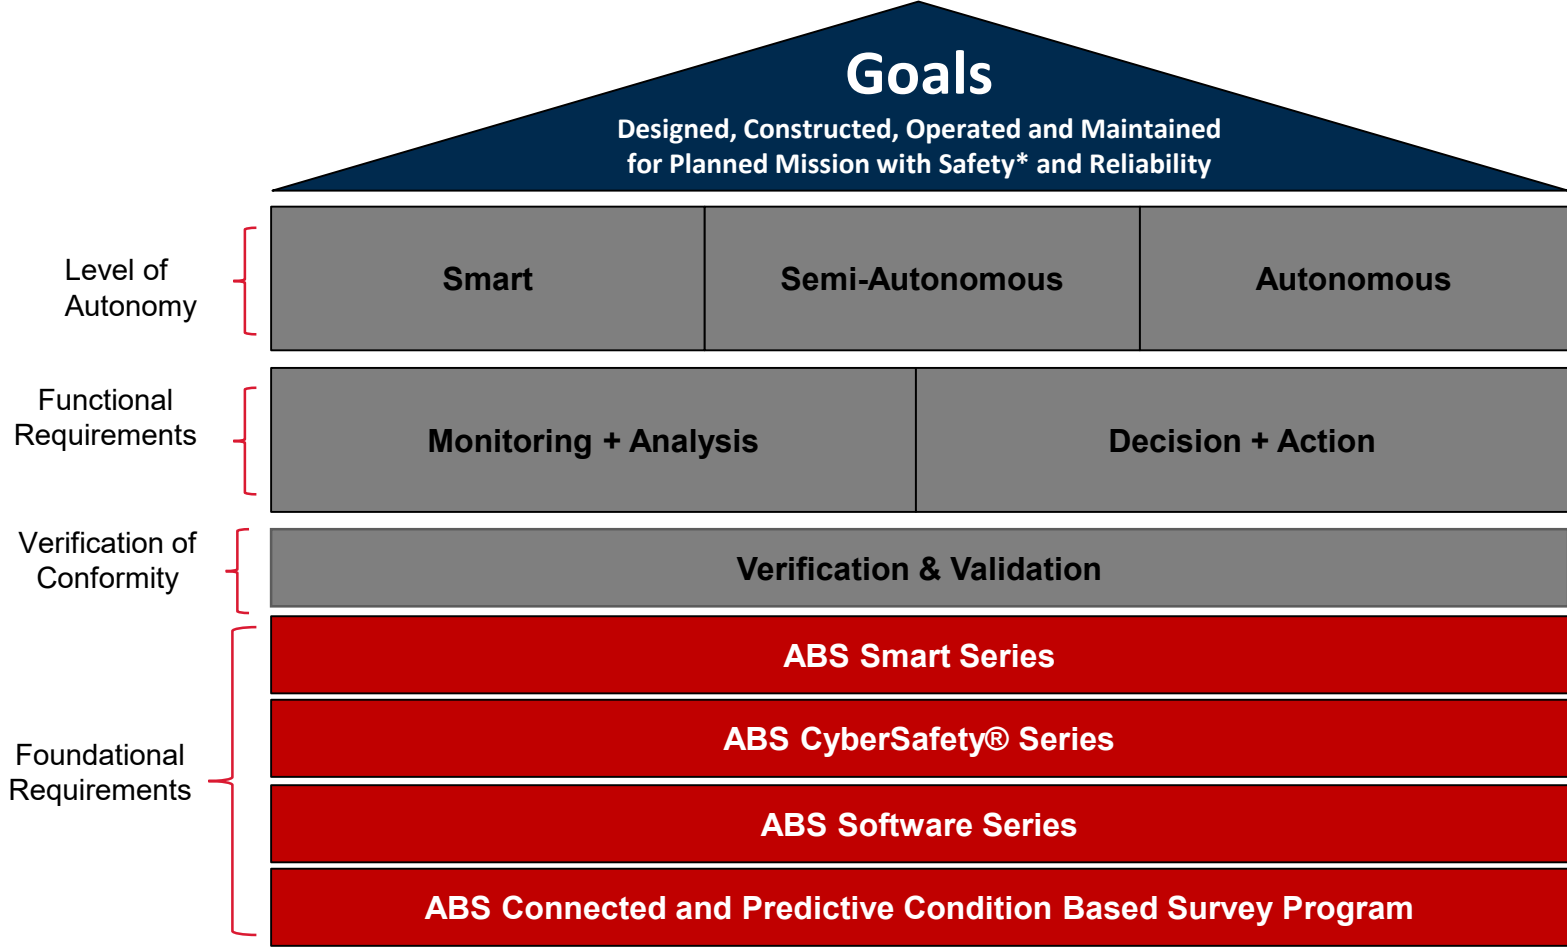 Goals
Designed, Constructed, Operated and Maintained
for Planned Mission with Safety* and Reliability
Level of
Autonomy
Smart
Semi-Autonomous
Autonomous
Functional
Requirements
Monitoring + Analysis
Decision + Action
Verification of
Conformity
Verification & Validation
Foundational
Requirements
ABS Smart Series
ABS CyberSafety® Series
ABS Software Series
ABS Connected and Predictive Condition Based Survey Program